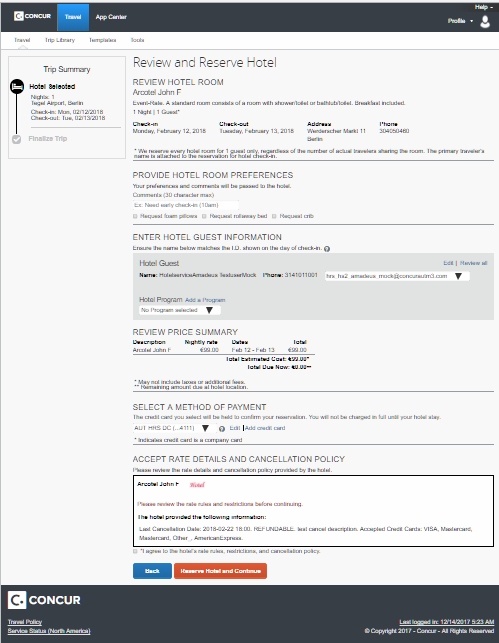 CONCUR
Travel
App Center
Help
Profile
Travel
Trip Library
Templates
Tools
Trip Summary
Hotel Selected
Nights: 1
Tegel Airport, Berlin
Check-in: Mon, 02/12/2018
Check-out: Tue, 02/13/2018
Finalize Trip
Review and Reserve Hotel
REVIEW HOTEL ROOM
Arcotel John F
Event-Rate. A standard room consists of a room with shower/toilet or bathtub/toilet. Breakfast included.
1 Night | 1 Guest*
Check-in Check-out Address Phone
Monday, February 12, 2018 Tuesday, February 13, 2018 Werderscher Markt 11 304050460
Berlin
* We reserve every hotel room for 1 guest only, regardless of the number of actual travelers sharing the room. The primary traveler's
name is attached to the reservation for hotel check-in.
PROVIDE HOTEL ROOM PREFERENCES
Your preferences and comments will be passed to the hotel.
Comments (30 character max)
Ex. Need early check-in (10am)
Request foam pillows Request rollaway bed Request crib
ENTER HOTEL GUEST INFORMATION
Ensure the name below matches the I.D. shown on the day of check-in.
Hotel Guest Edit | Review all
Name: HotelserviceAmadeus TestuserMock Phone: 3141011001 hrs_hs2_amadeus_mock@concurautm3.com
Hotel Program Add a Program
No Program selected
REVIEW PRICE SUMMARY
Description Nightly rate Dates Total
Arcotel John F €99.00 Feb 12 - Feb 13 €99.00
Total Estimated Cost: €99.00*
Total Due Now: €0.00**
* May not include taxes or additional fees.
** Remaining amount due at hotel location.
SELECT A METHOD OF PAYMENT
The credit card you select will be held to confirm your reservation. You will not be charged in full until your hotel stay.
AUT HRS DC (...4111) Edit | Add credit card
* Indicates credit card is a company card
ACCEPT RATE DETAILS AND CANCELLATION POLICY
Please review the rate details and cancellation policy provided by the hotel.
Arcotel John F
Please review the rate rules and restrictions before continuing.
The hotel provided the following information:
Last Cancellation Date: 2018-02-22 18:00. REFUNDABLE. test cancel description, Accepted Credit Cards: VISA, Mastercard,
Mastercard, Other , AmericanExpress.
*I agree to the hotel's rate rules, restrictions, and cancellation policy.
Back
Reserve Hotel and Continue
CONCUR
Travel Policy
Service Status (North America)
Last logged in: 12/14/2017 5:23 AM
© Copyright 2017 - Concur - All Rights Reserved